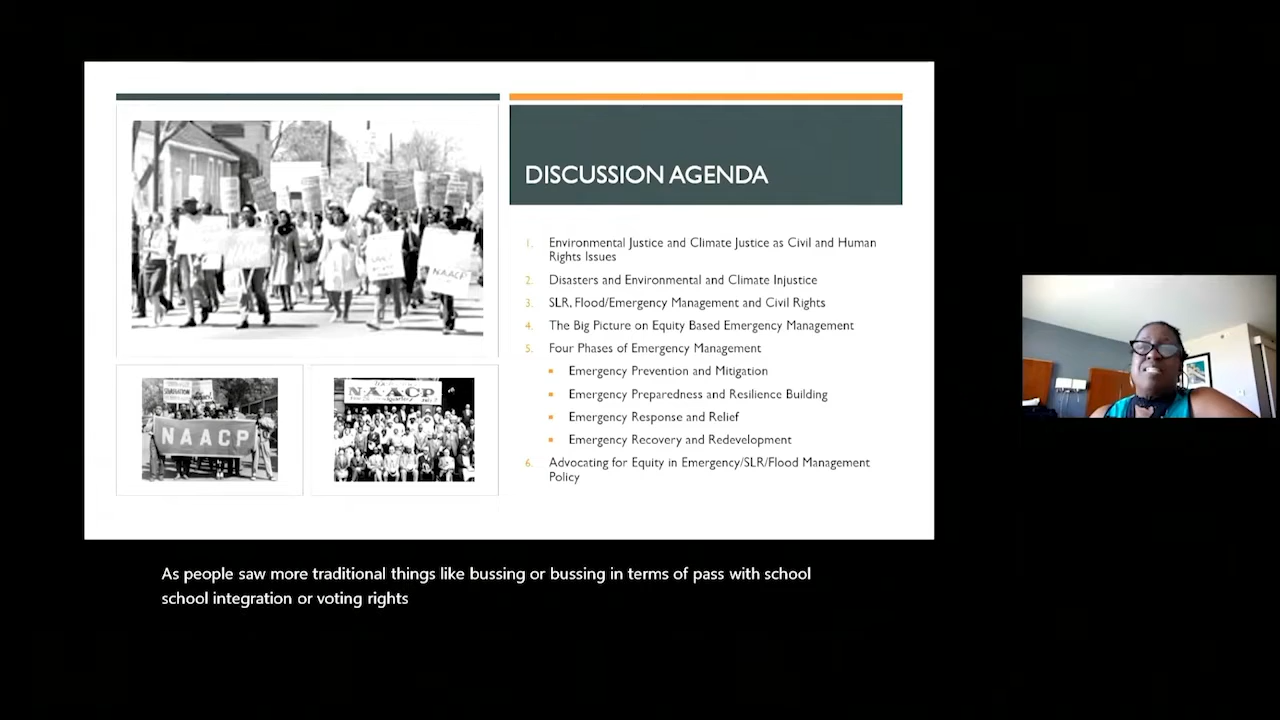 NAACP
NAACP
N.A.A.C.P
DISCUSSION AGENDA
1. Environmental Justice and Climate Justice as Civil and Human
Rights Issues
2. Disasters and Environmental and Climate Injustice
3. SLR, Flood/Emergency Management and Civil Rights
4. The Big Picture on Equity Based Emergency Management
5. Four Phases of Emergency Management
Emergency Prevention and Mitigation
Emergency Preparedness and Resilience Building
Emergency Response and Relief
Emergency Recovery and Redevelopment
6. Advocating for Equity in Emergency/SLR/Flood Management
Policy
As people saw more traditional things like bussing or bussing in terms of pass with school
school integration or voting rights